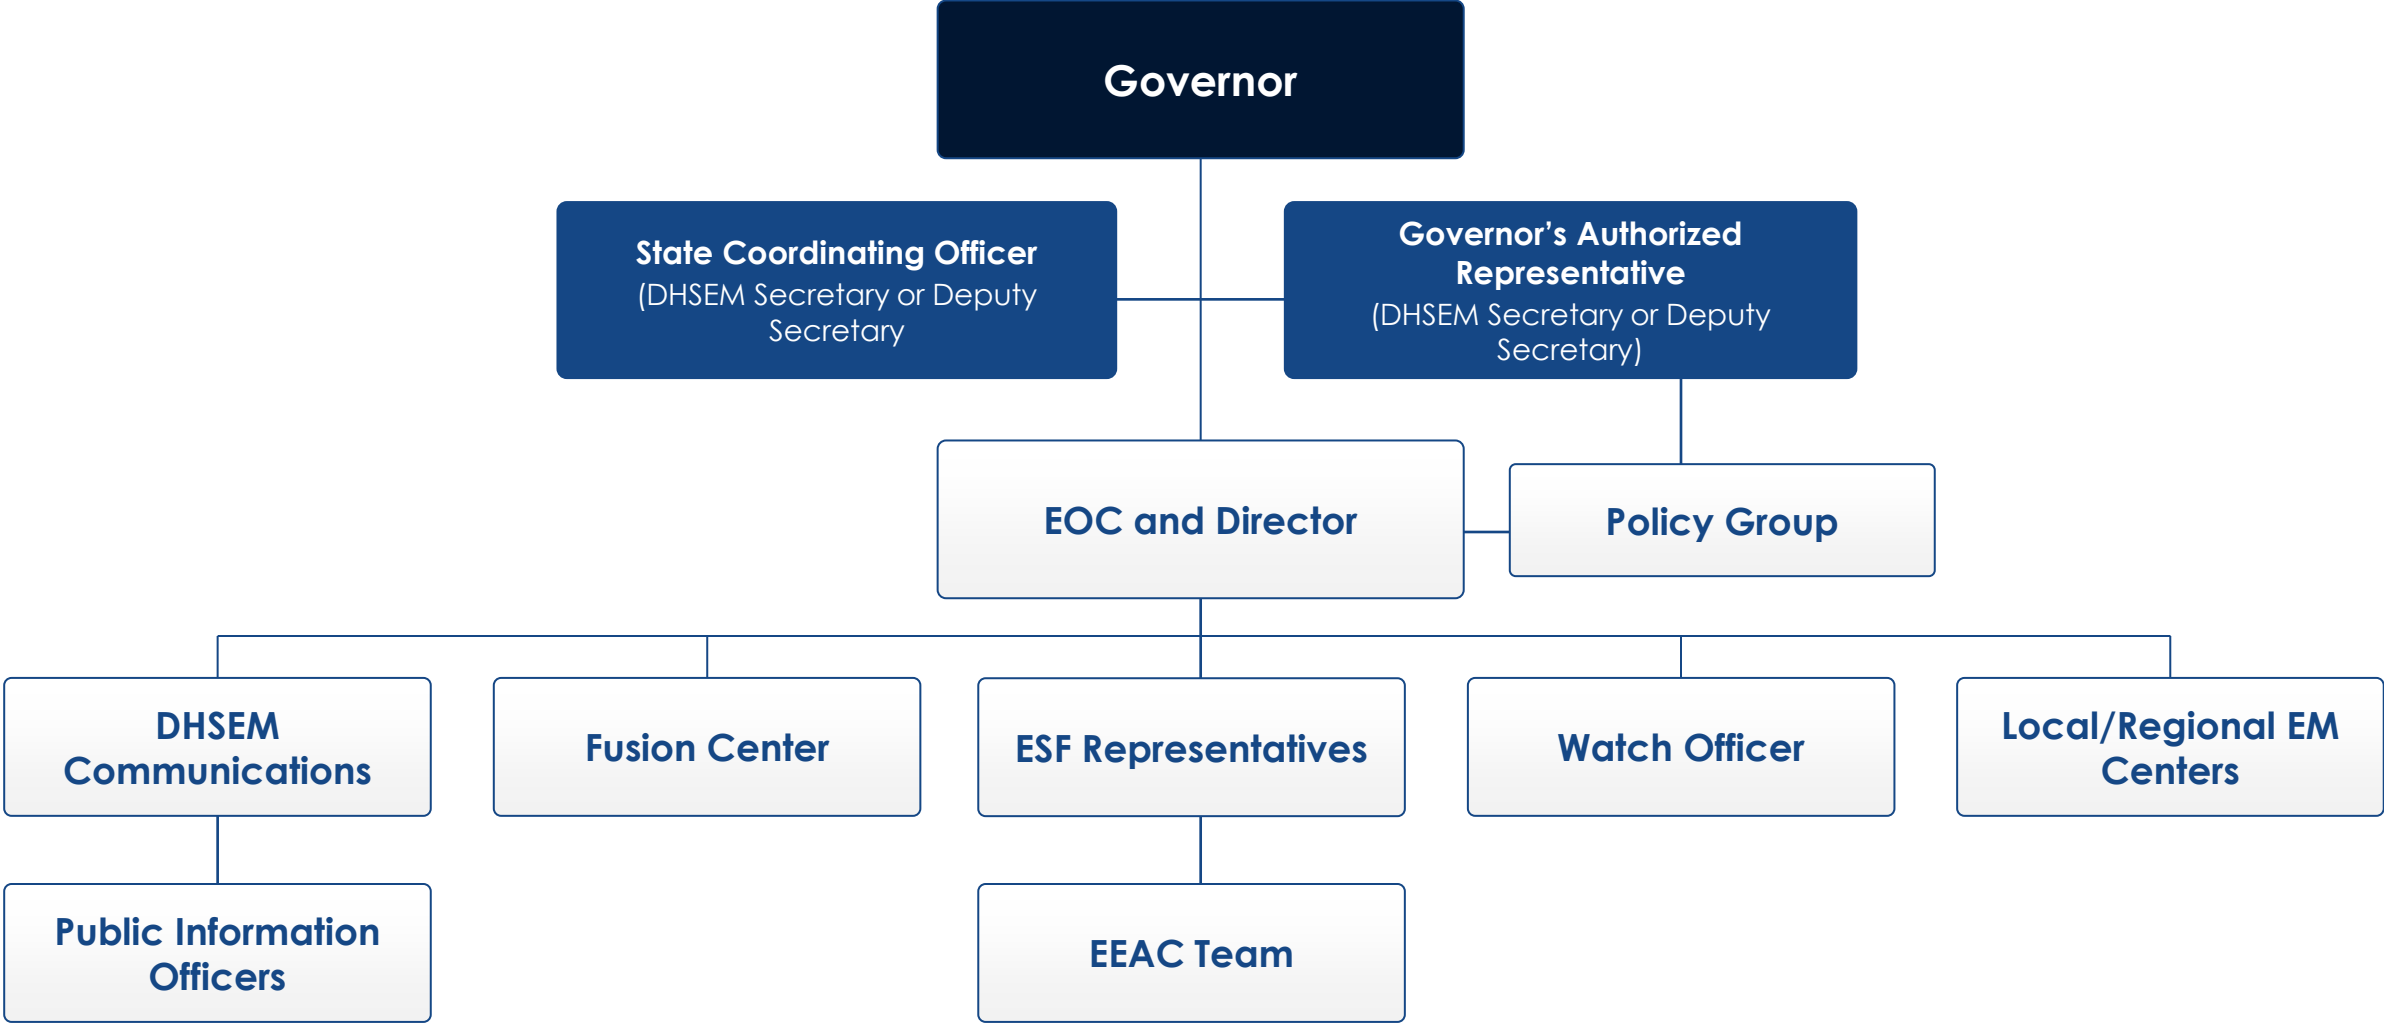 Governor
State Coordinating Officer
(DHSEM Secretary or Deputy
Secretary
Governor’s Authorized
Representative
(DHSEM Secretary or Deputy
Secretary)
EOC and Director
Policy Group
DHSEM
Communications
Fusion Center
ESF Representatives
Watch Officer
Local/Regional EM
Centers
Public Information
Officers
EEAC Team